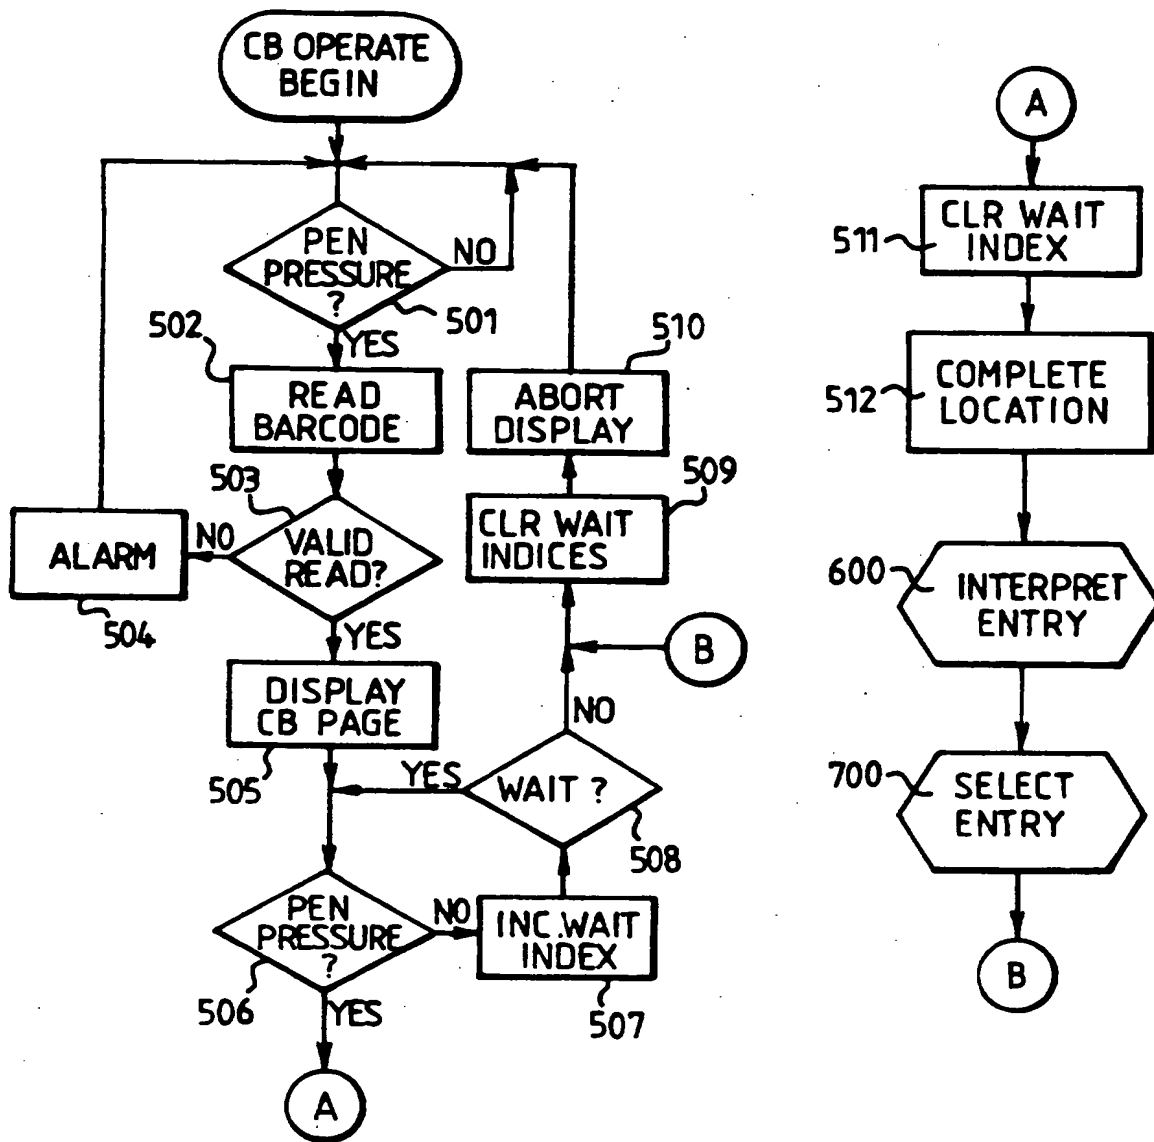 CB OPERATE
BEGIN
PEN
PRESSURE
?
NO
501
YES
502
READ
BARCODE
503
VALID
READ?
NO
ALARM
504
YES
DISPLAY
CB PAGE
505
PEN
PRESSURE
?
506
NO
YES
A
INC.WAIT
INDEX
507
WAIT ?
508
YES
NO
B
CLR WAIT
INDICES
509
ABORT
DISPLAY
510
A
CLR WAIT
INDEX
511
COMPLETE
LOCATION
512
INTERPRET
ENTRY
600
SELECT
ENTRY
700
B